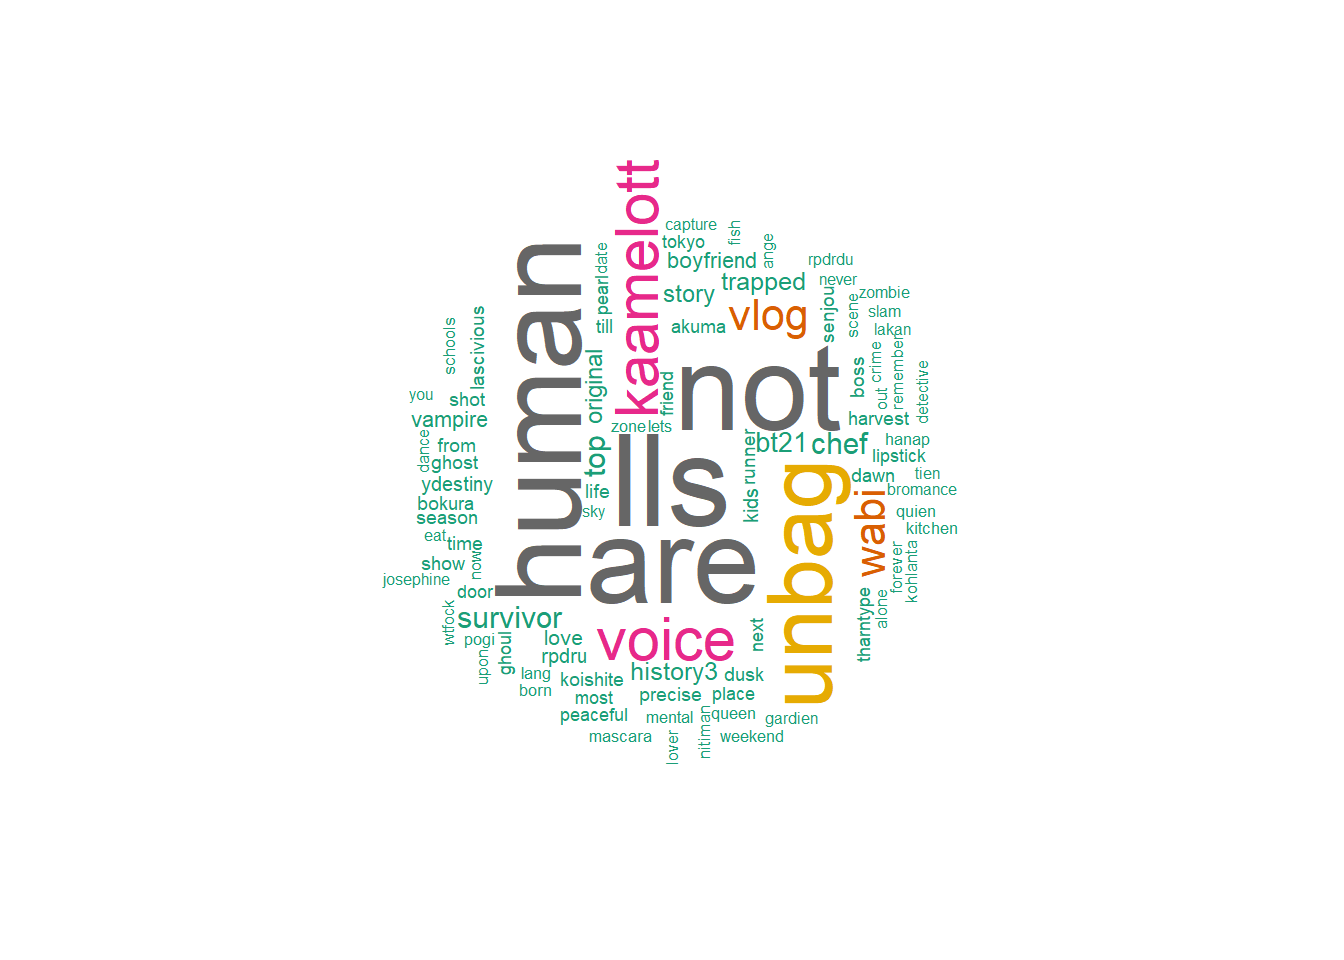 kaamelott
capture
fish
tokyo
ange
date
boyfriend
rpdrdu
pearl
trapped
never
human
story
zombie
senjou
scene
slam
vlog
till
akuma
lakan
schools
lascivious
original
not
crime
remember
boss
detective
friend
you
shot
out
vampire
harvest
zone
lets
dance
from
top
lls
runner
bt21
chef
hanap
ghost
lipstick
unbag
dawn
tien
ydestiny
life
kids
bromance
wabi
bokura
sky
season
quien
kitchen
eat
time
are
nowe
show
forever
kohlanta
josephine
door
alone
tharntype
survivor
wtfock
pogi
ghoul
love
voice
next
rpdru
upon
lang
koishite
history3
dusk
born
most
precise
place
peaceful
mental
queen
nitiman
gardien
mascara
lover
weekend